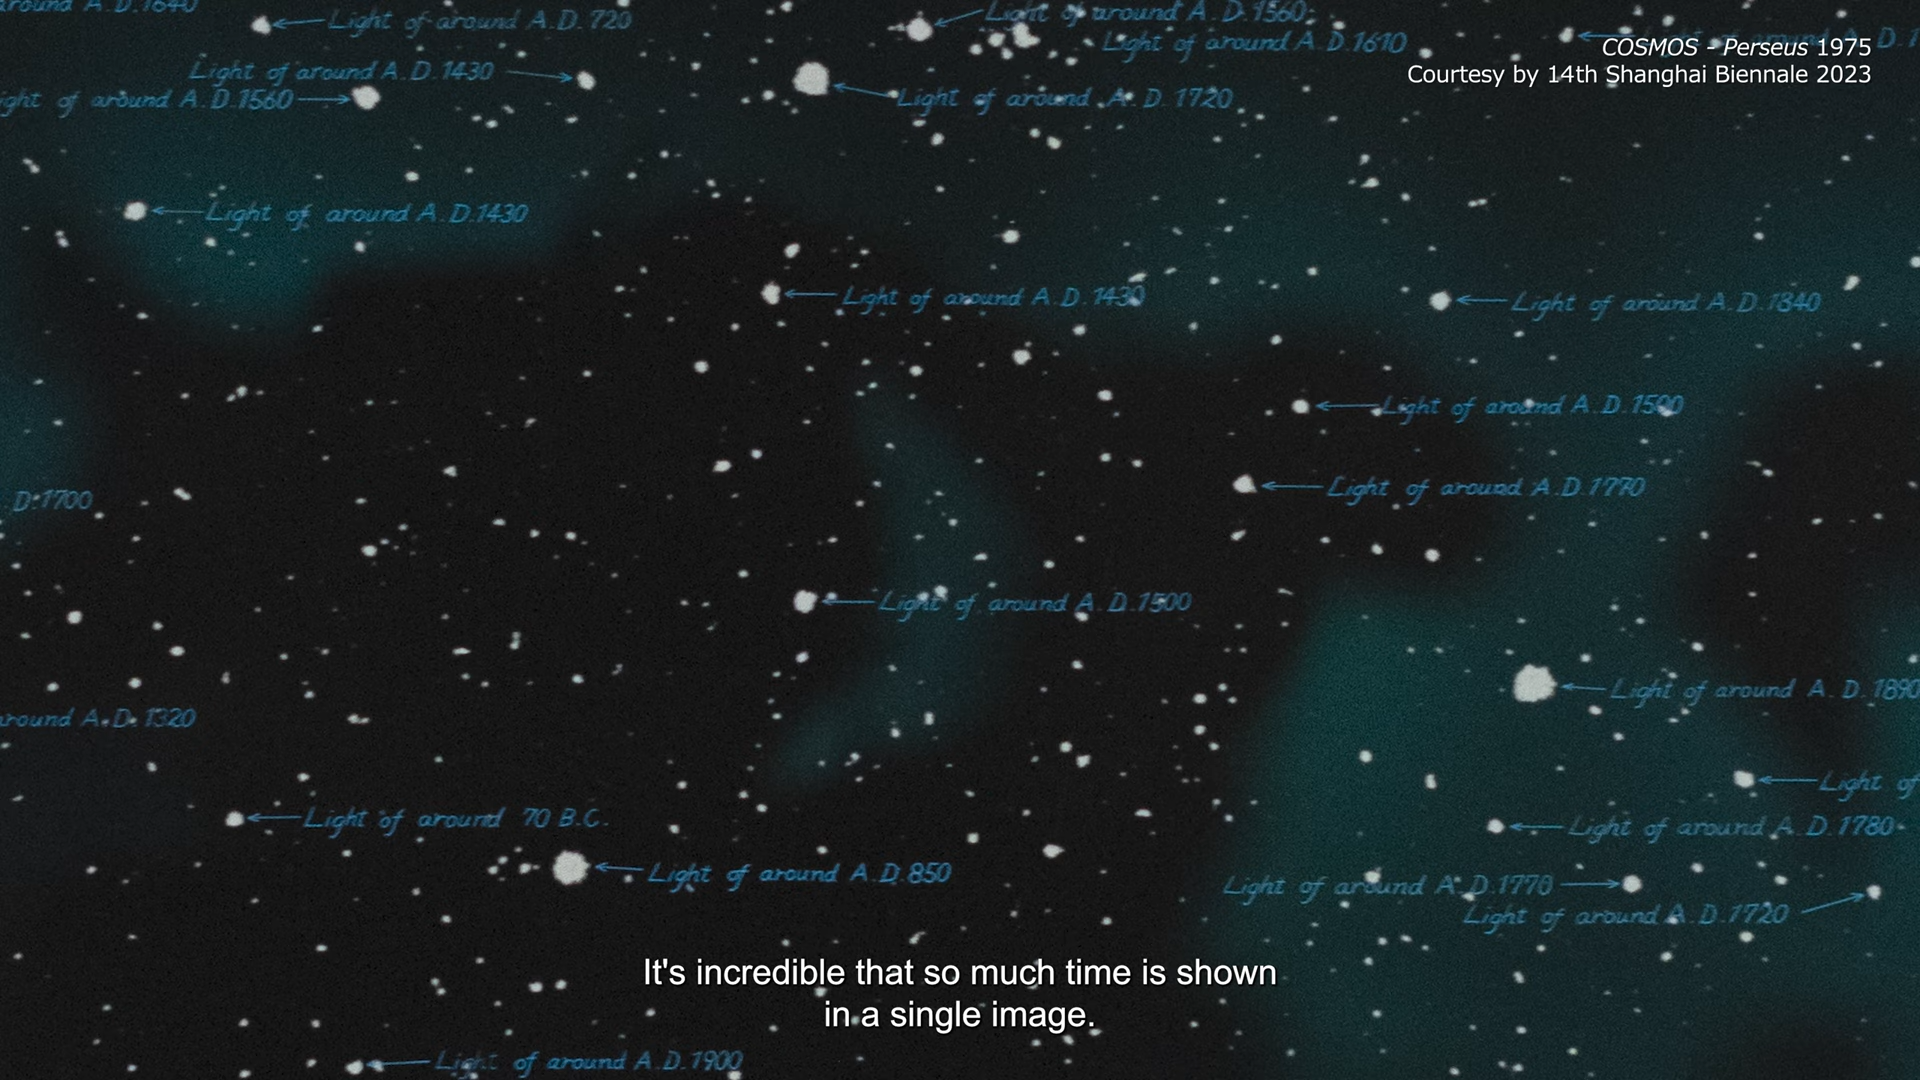 around A.D.1640
Light of around A.D.720
Light of around A.D.1560
Light of around A.D.1610
COSMOS - Perseus 1975
Courtesy by 14th Shanghai Biennale 2023
Light of around A.D.1430
Light of around A.D.1560
Light of around A.D.1720
Light of around A.D.1430
Light of around A.D.1430
Light of around A.D.1840
Light of around A.D.1590
Light of around A.D.1770
D.1700
Light of around A.D.1500
Light of around A.D.1890
around A.D.1320
Light of
Light of around 70 B.C.
Light of around A.D.1780
Light of around A.D.850
Light of around A.D.1770
Light of around A.D.1720
It's incredible that so much time is shown
in a single image.
Light of around A.D.1900